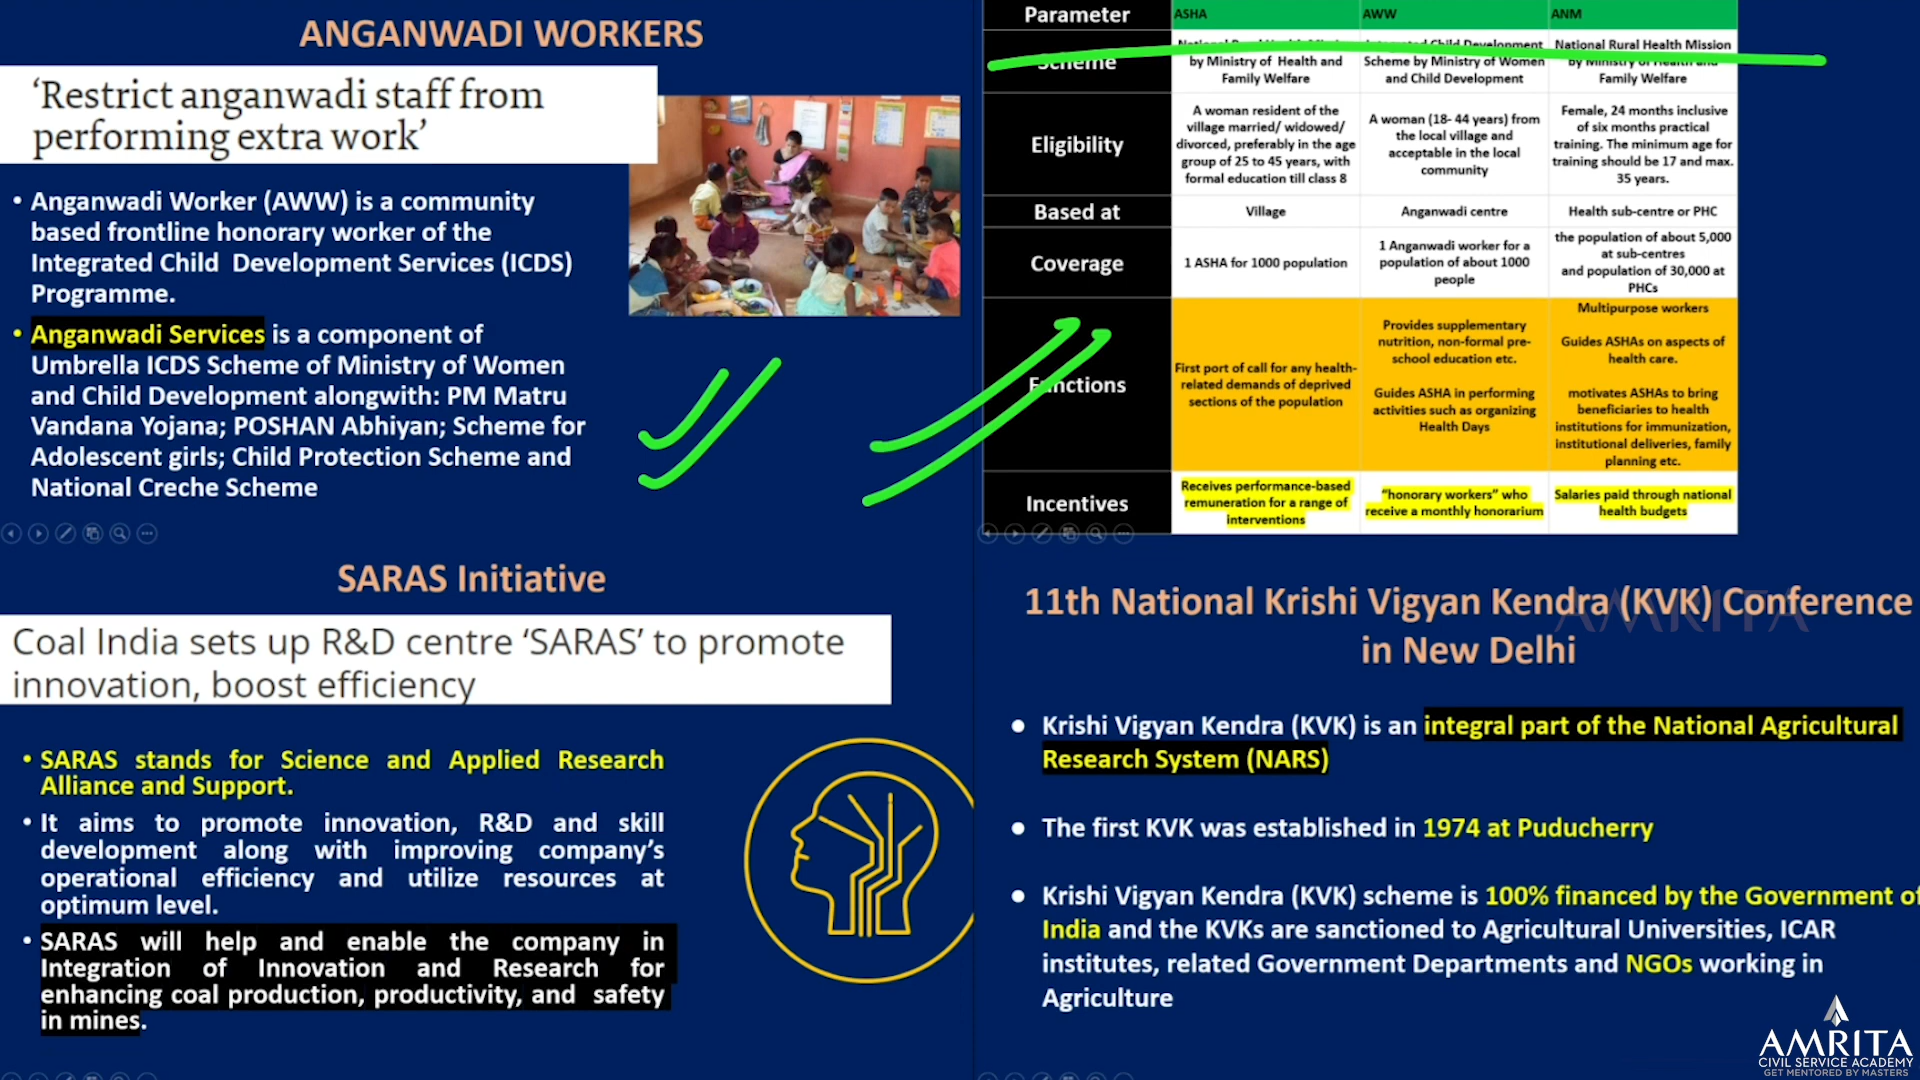 ANGANWADI WORKERS
‘Restrict anganwadi staff from
performing extra work’
• Anganwadi Worker (AWW) is a community
based frontline honorary worker of the
Integrated Child Development Services (ICDS)
Programme.
• Anganwadi Services is a component of
Umbrella ICDS Scheme of Ministry of Women
and Child Development alongwith: PM Matru
Vandana Yojana; POSHAN Abhiyan; Scheme for
Adolescent girls; Child Protection Scheme and
National Creche Scheme
Parameter ASHA AWW ANM
Scheme
National Rural Health Mission
by Ministry of Health and
Family Welfare
Integrated Child Development
Scheme by Ministry of Women
and Child Development
National Rural Health Mission
by Ministry of Health and
Family Welfare
Eligibility
A woman resident of the
village married/ widowed/
divorced, preferably in the age
group of 25 to 45 years, with
formal education till class 8
A woman (18- 44 years) from
the local village and
acceptable in the local
community
Female, 24 months inclusive
of six months practical
training. The minimum age for
training should be 17 and max.
35 years.
Based at
Village
Anganwadi centre
Health sub-centre or PHC
Coverage
1 ASHA for 1000 population
1 Anganwadi worker for a
population of about 1000
people
the population of about 5,000
at sub-centres
and population of 30,000 at
PHCs
Functions
First part of call for any health-
related demands of deprived
sections of the population
Provides supplementary
nutrition, non-formal pre-
school education etc.
Guides ASHA in performing
activities such as organizing
Health Days
Multipurpose workers
Guides ASHAs on aspects of
health care.
motivates ASHAs to bring
beneficiaries to health
institutions for immunization,
institutional deliveries, family
planning etc.
Incentives
Receives performance-based
remuneration for a range of
interventions
“honorary workers” who
receive a monthly honorarium
Salaries paid through national
health budgets
SARAS Initiative
Coal India sets up R&D centre ‘SARAS’ to promote
innovation, boost efficiency
• SARAS stands for Science and Applied Research
Alliance and Support.
• It aims to promote innovation, R&D and skill
development along with improving company’s
operational efficiency and utilize resources at
optimum level.
• SARAS will help and enable the company in
Integration of Innovation and Research for
enhancing coal production, productivity, and safety
in mines.
11th National Krishi Vigyan Kendra (KVK) Conference
in New Delhi
AMRITA
● Krishi Vigyan Kendra (KVK) is an integral part of the National Agricultural
Research System (NARS)
● The first KVK was established in 1974 at Puducherry
● Krishi Vigyan Kendra (KVK) scheme is 100% financed by the Government of
India and the KVKs are sanctioned to Agricultural Universities, ICAR
institutes, related Government Departments and NGOs working in
Agriculture
AMRITA
CIVIL SERVICE ACADEMY
GET MENTORED BY MASTERS